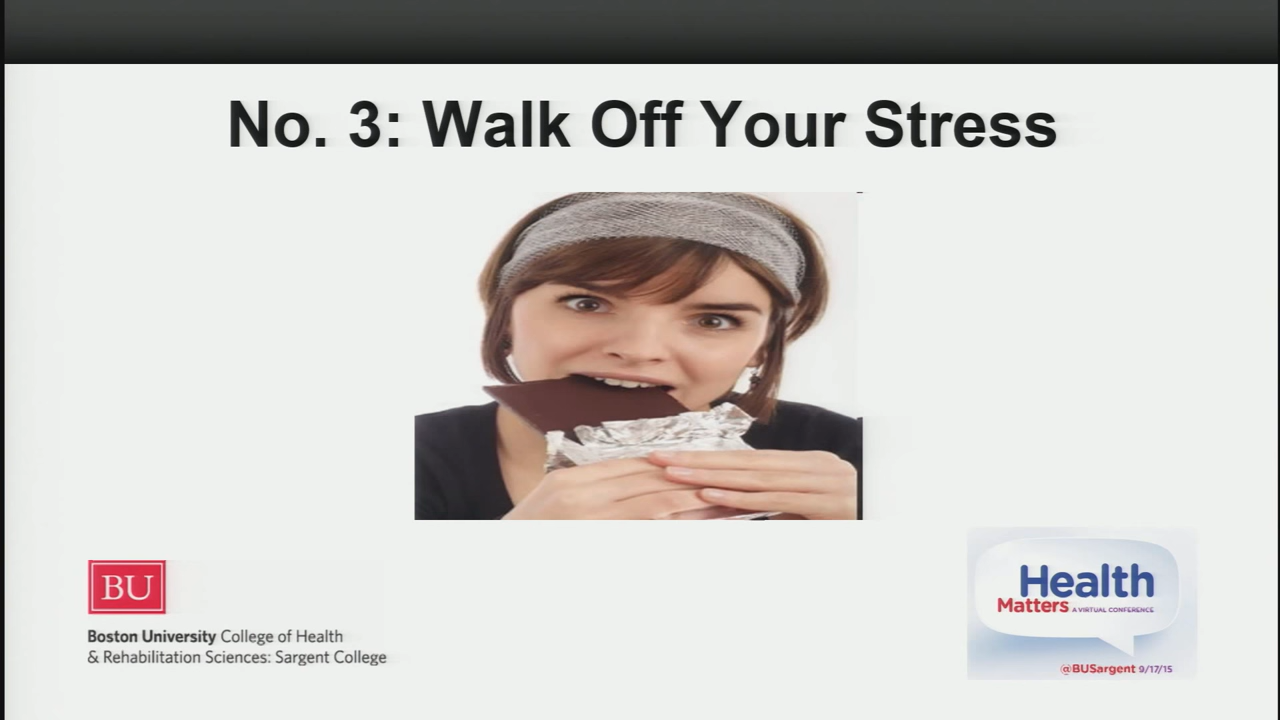 No. 3: Walk Off Your Stress
BU
Boston University College of Health
& Rehabilitation Sciences: Sargent College
Health
Matters A VIRTUAL CONFERENCE
@BUSargent 9/17/15